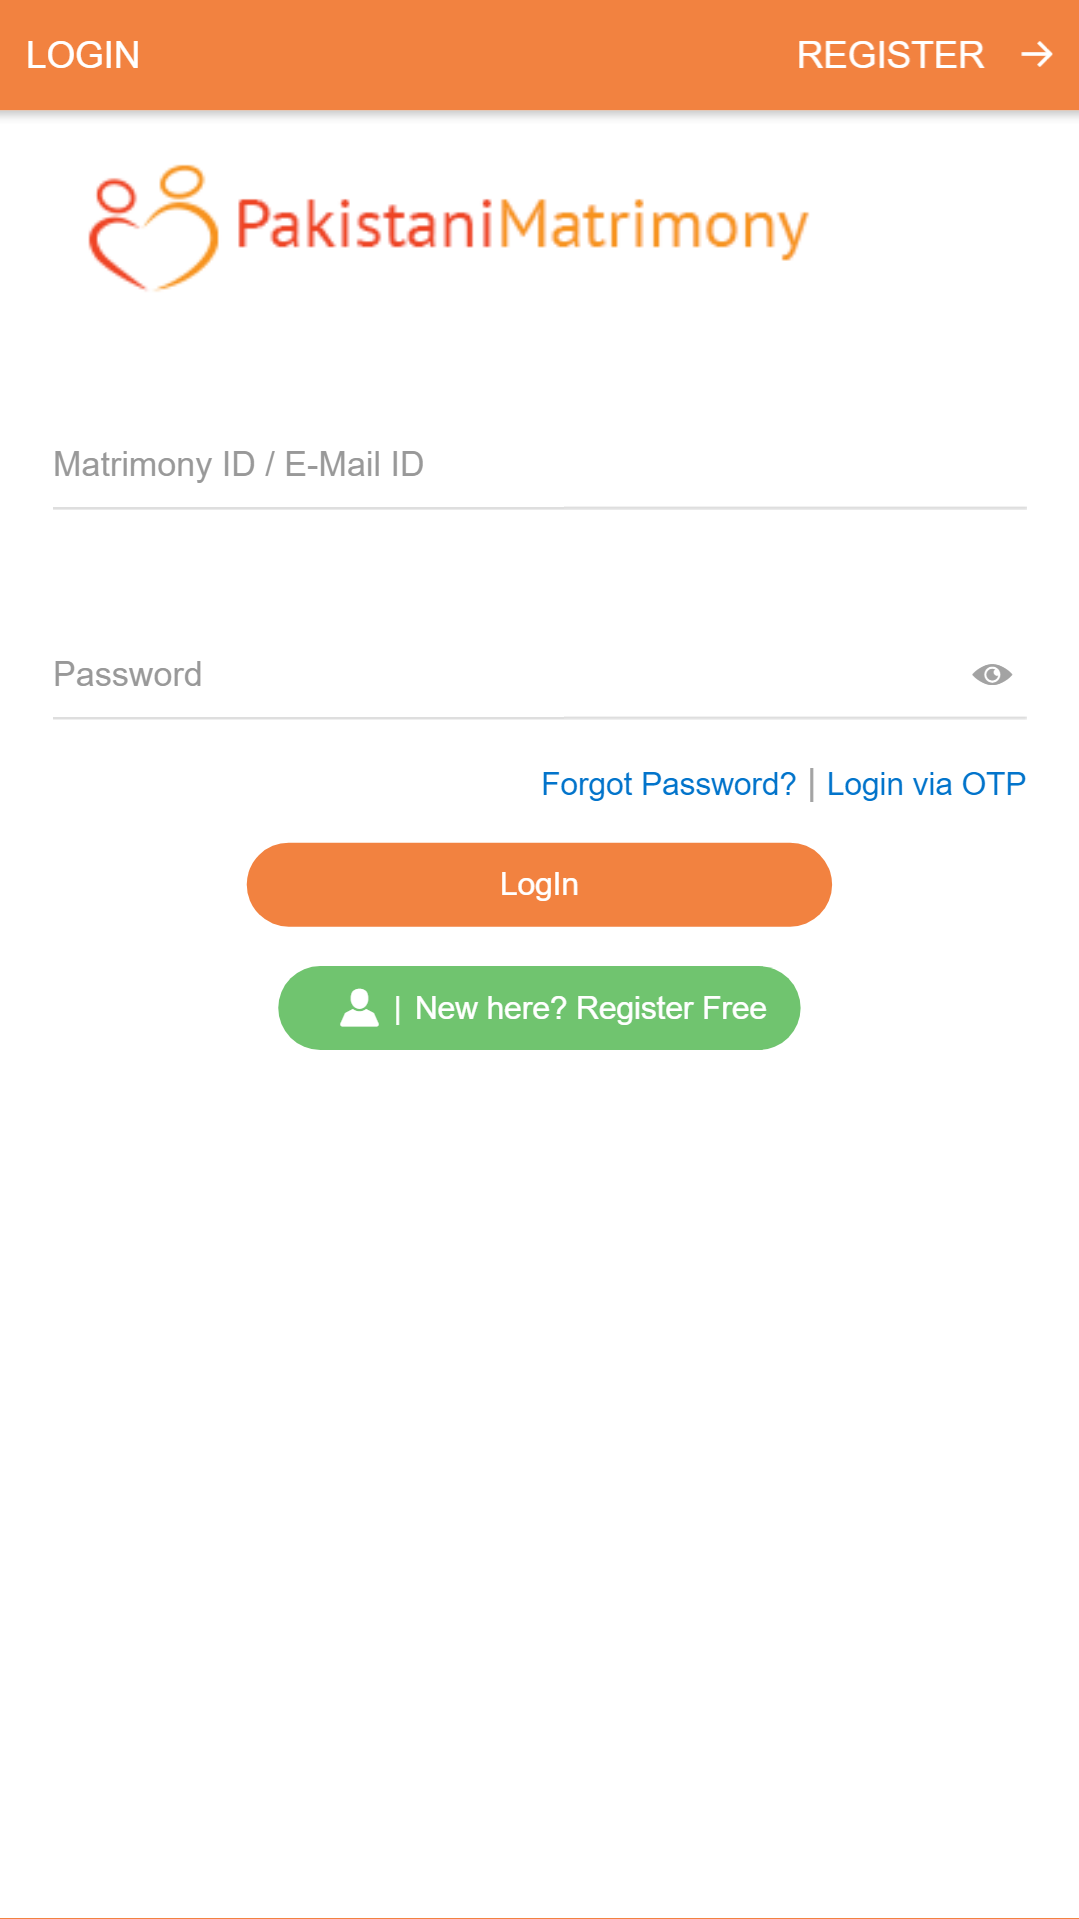 LOGIN REGISTER
PakistaniMatrimony
Matrimony ID / E-Mail ID
Password
Forgot Password? | Login via OTP
LogIn
| New here? Register Free